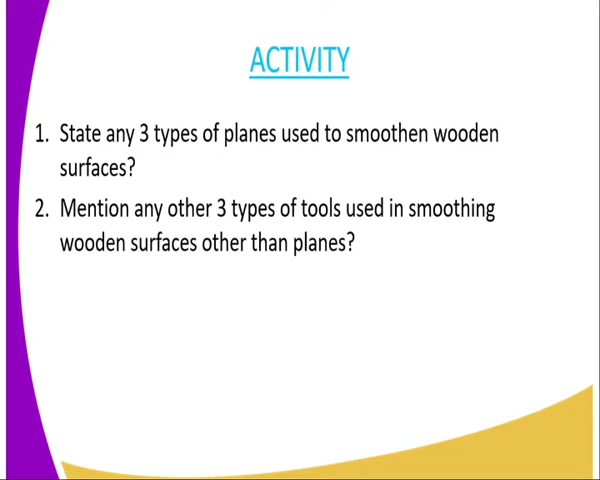 ACTIVITY
1. State any 3 types of planes used to smoothen wooden
surfaces?
2. Mention any other 3 types of tools used in smoothing
wooden surfaces other than planes?